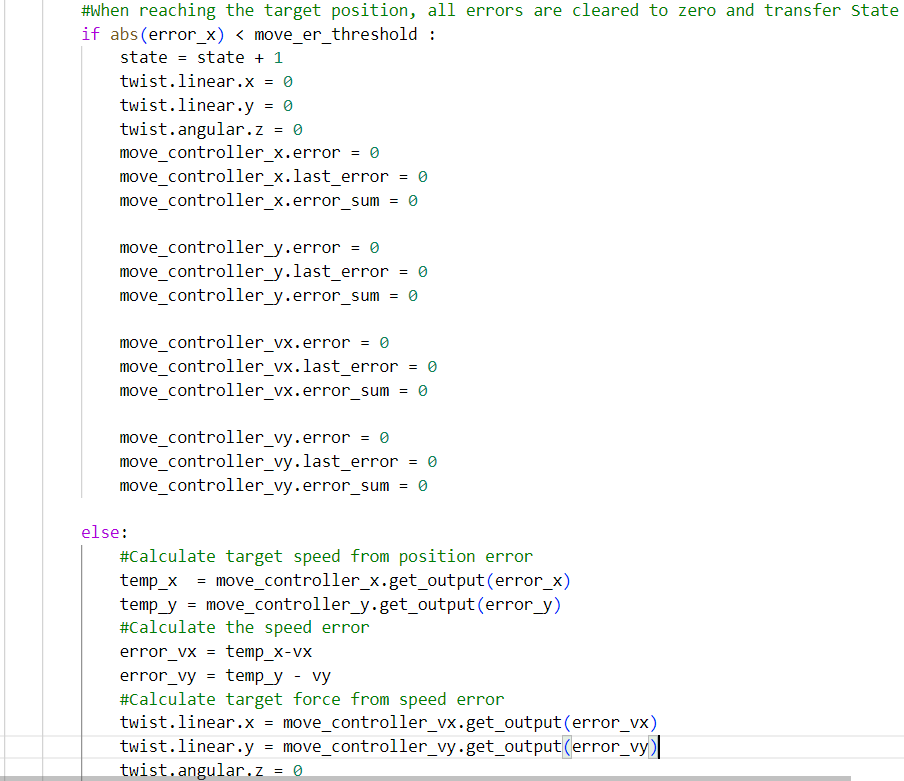 #When reaching the target position, all errors are cleared to zero and transfer State
if abs(error_x) < move_er_threshold :
state = state + 1
twist.linear.x = 0
twist.linear.y = 0
twist.angular.z = 0
move_controller_x.error = 0
move_controller_x.last_error = 0
move_controller_x.error_sum = 0
move_controller_y.error = 0
move_controller_y.last_error = 0
move_controller_y.error_sum = 0
move_controller_vx.error = 0
move_controller_vx.last_error = 0
move_controller_vx.error_sum = 0
move_controller_vy.error = 0
move_controller_vy.last_error = 0
move_controller_vy.error_sum = 0
else:
#Calculate target speed from position error
temp_x  = move_controller_x.get_output(error_x)
temp_y = move_controller_y.get_output(error_y)
#Calculate the speed error
error_vx = temp_x-vx
error_vy = temp_y - vy
#Calculate target force from speed error
twist.linear.x = move_controller_vx.get_output(error_vx)
twist.linear.y = move_controller_vy.get_output(error_vy)
twist.angular.z = 0